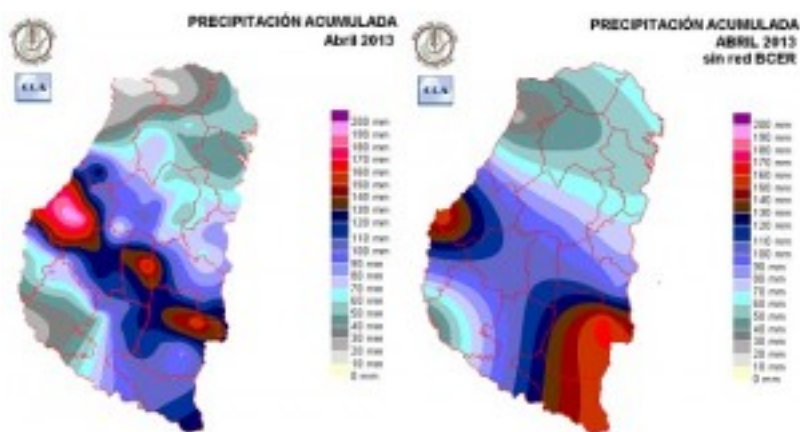 PRECIPITACIÓN ACUMULADA
Abril 2013
200 mm
190 mm
180 mm
170 mm
160 mm
150 mm
140 mm
130 mm
120 mm
110 mm
100 mm
90 mm
80 mm
70 mm
60 mm
50 mm
40 mm
30 mm
20 mm
10 mm
0 mm
PRECIPITACIÓN ACUMULADA
ABRIL 2013
sin red BCER
200 mm
190 mm
180 mm
170 mm
160 mm
150 mm
140 mm
130 mm
120 mm
110 mm
100 mm
90 mm
80 mm
70 mm
60 mm
50 mm
40 mm
30 mm
20 mm
10 mm
0 mm